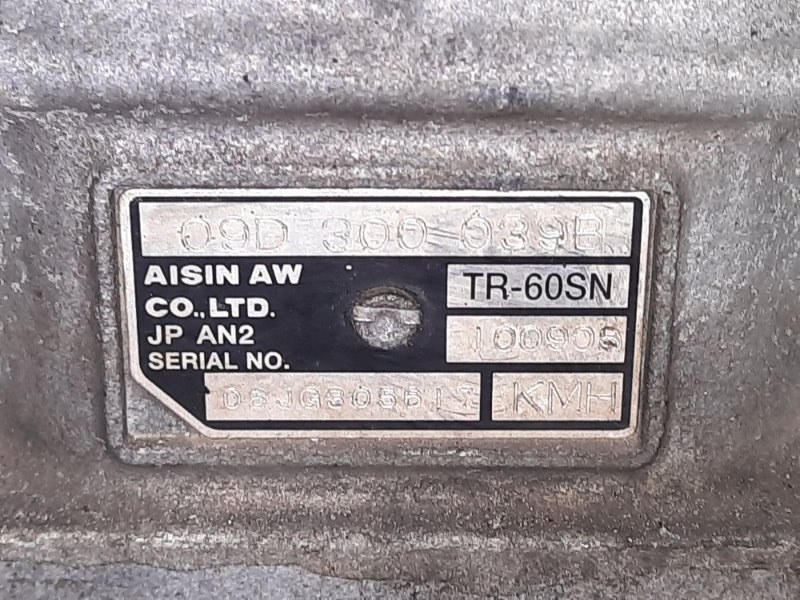 09D 300 039B
AISIN AW
CO.,LTD.
TR-60SN
JP AN2
100905
SERIAL NO.
KMH